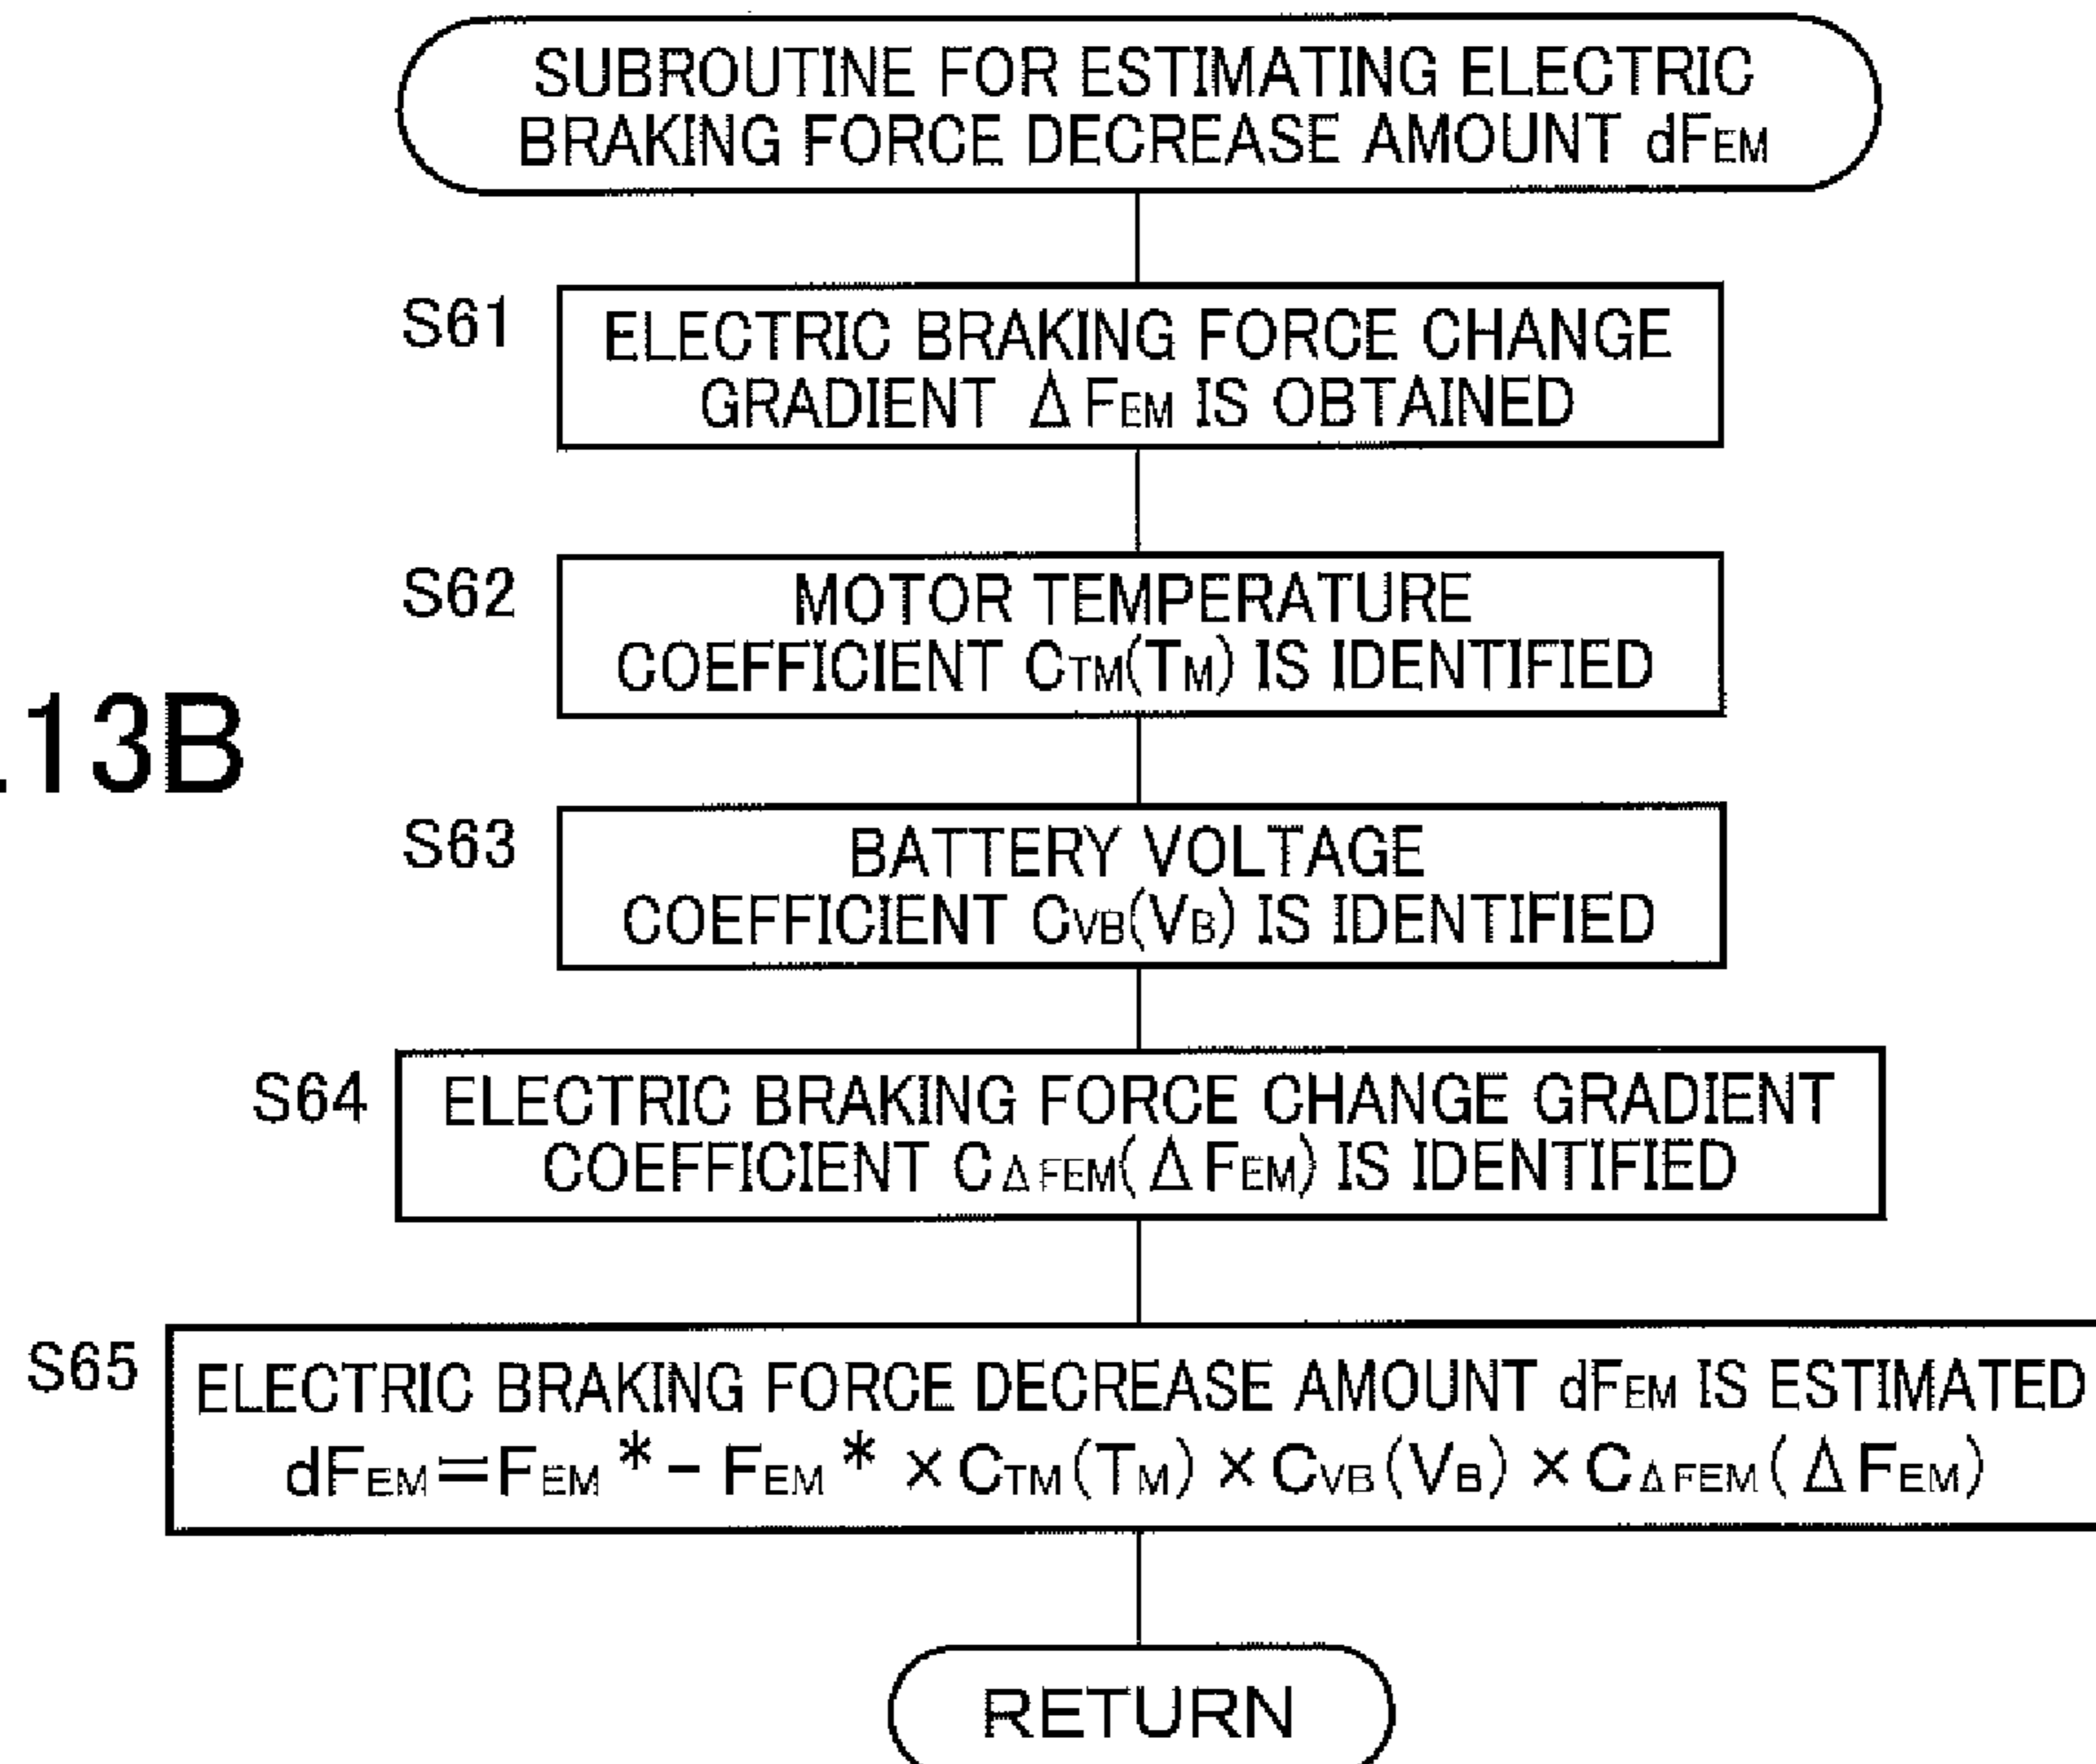 SUBROUTINE FOR ESTIMATING ELECTRIC
BRAKING FORCE DECREASE AMOUNT dFEM
S61
ELECTRIC BRAKING FORCE CHANGE
GRADIENT ΔFEM IS OBTAINED
S62
MOTOR TEMPERATURE
COEFFICIENT CTM(TM) IS IDENTIFIED
.13B
S63
BATTERY VOLTAGE
COEFFICIENT CVB(VB) IS IDENTIFIED
S64
ELECTRIC BRAKING FORCE CHANGE GRADIENT
COEFFICIENT CΔFEM(ΔFEM) IS IDENTIFIED
S65
ELECTRIC BRAKING FORCE DECREASE AMOUNT dFEM IS ESTIMATED
dFEM=FEM*-FEM*×CTM(TM)×CVB(VB)×CΔFEM(ΔFEM)
RETURN